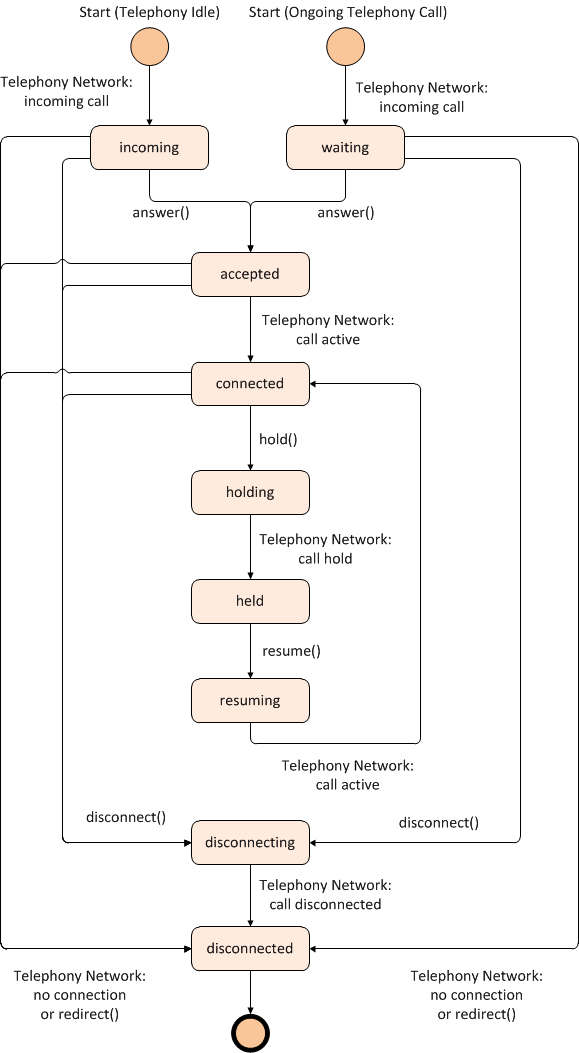 Start (Telephony Idle)
Start (Ongoing Telephony Call)
Telephony Network:
incoming call
Telephony Network:
incoming call
incoming
waiting
answer()
answer()
accepted
Telephony Network:
call active
connected
hold()
holding
Telephony Network:
call hold
held
resume()
resuming
Telephony Network:
call active
disconnect()
disconnect()
disconnecting
Telephony Network:
call disconnected
disconnected
Telephony Network:
no connection
or redirect()
Telephony Network:
no connection
or redirect()